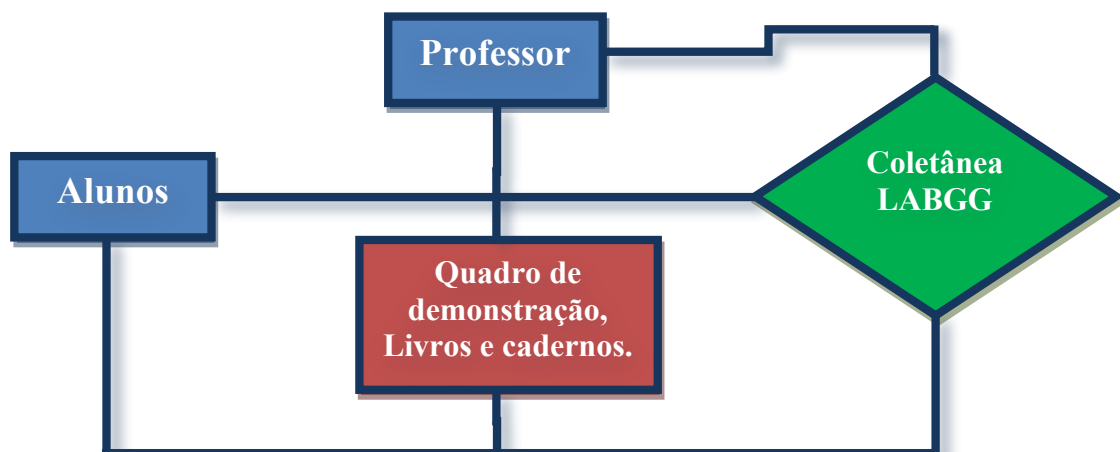 Professor
Alunos
Coletânea
LABGG
Quadro de
demonstração,
Livros e cadernos.